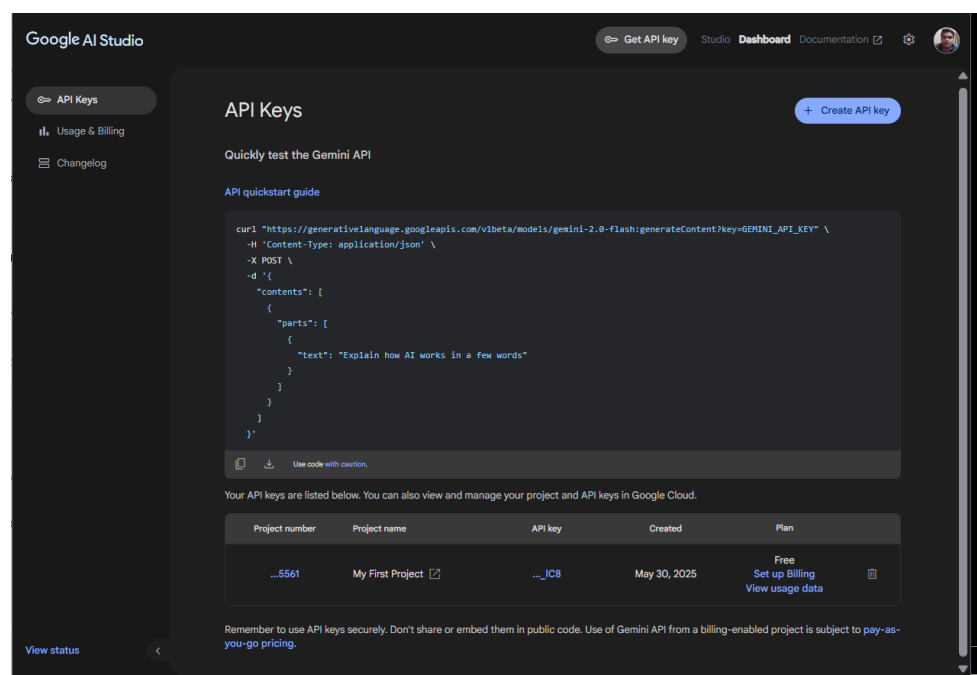 Google AI Studio
Get API key
Studio Dashboard Documentation
API Keys
Usage & Billing
Changelog
API Keys
+ Create API key
Quickly test the Gemini API
API quickstart guide
curl "https://generativelanguage.googleapis.com/v1beta/models/gemini-2.0-flash:generateContent?key=GEMINI_API_KEY" \
-H 'Content-Type: application/json' \
-X POST \
-d '{
"contents": [
{
"parts": [
{
"text": "Explain how AI works in a few words"
}
]
}
]
}'
Use code with caution.
Your API keys are listed below. You can also view and manage your project and API keys in Google Cloud.
Project number Project name API key Created Plan
...5561 My First Project ..._IC8 May 30, 2025 Free
Set up Billing
View usage data
Remember to use API keys securely. Don't share or embed them in public code. Use of Gemini API from a billing-enabled project is subject to pay-as-
you-go pricing.
View status